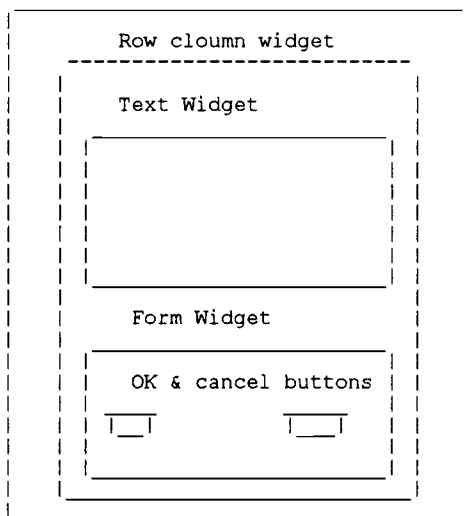 Row cloumn widget
Text Widget
Form Widget
OK & cancel buttons